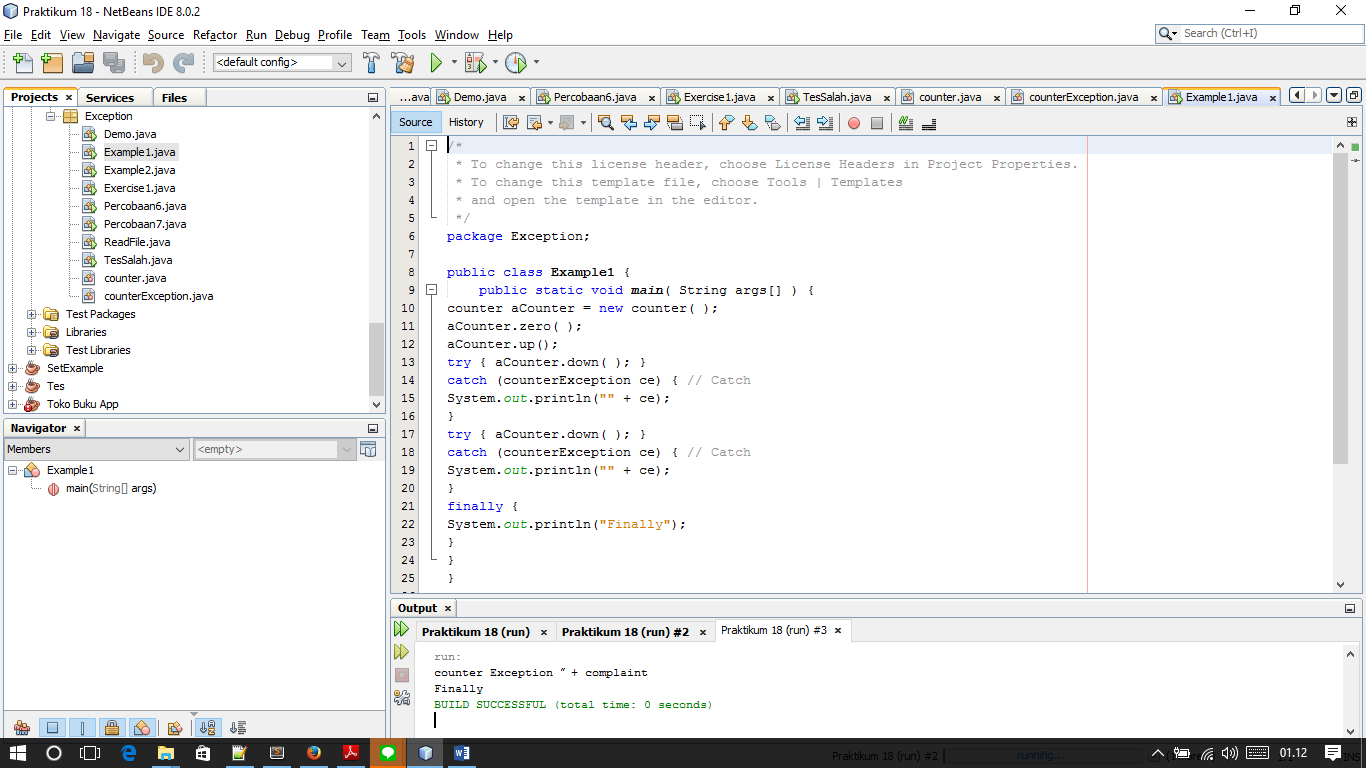 Praktikum 18 - NetBeans IDE 8.0.2
File Edit View Navigate Source Refactor Run Debug Profile Team Tools Window Help
Search (Ctrl+I)
<default config>
Projects Services Files
Exception
Demo.java
Example1.java
Example2.java
Exercise1.java
Percobaan6.java
Percobaan7.java
ReadFile.java
TesSalah.java
counter.java
counterException.java
Test Packages
Libraries
Test Libraries
SetExample
Tes
Toko Buku App
Navigator
Members <empty>
Example1
main(String[] args)
...ava Demo.java Percobaan6.java Exercise1.java TesSalah.java counter.java counterException.java Example1.java
Source History
1 /*
2 * To change this license header, choose License Headers in Project Properties.
3 * To change this template file, choose Tools | Templates
4 * and open the template in the editor.
5 */
6 package Exception;
7
8 public class Example1 {
9 public static void main( String args[] ) {
10 counter aCounter = new counter( );
11 aCounter.zero( );
12 aCounter.up();
13 try { aCounter.down( ); }
14 catch (counterException ce) { // Catch
15 System.out.println("" + ce);
16 }
17 try { aCounter.down( ); }
18 catch (counterException ce) { // Catch
19 System.out.println("" + ce);
20 }
21 finally {
22 System.out.println("Finally");
23 }
24 }
25 }
Output
Praktikum 18 (run) Praktikum 18 (run) #2 Praktikum 18 (run) #3
run:
counter Exception ” + complaint
Finally
BUILD SUCCESSFUL (total time: 0 seconds)
Praktikum 18 (run) #2 running...
INS
01.12